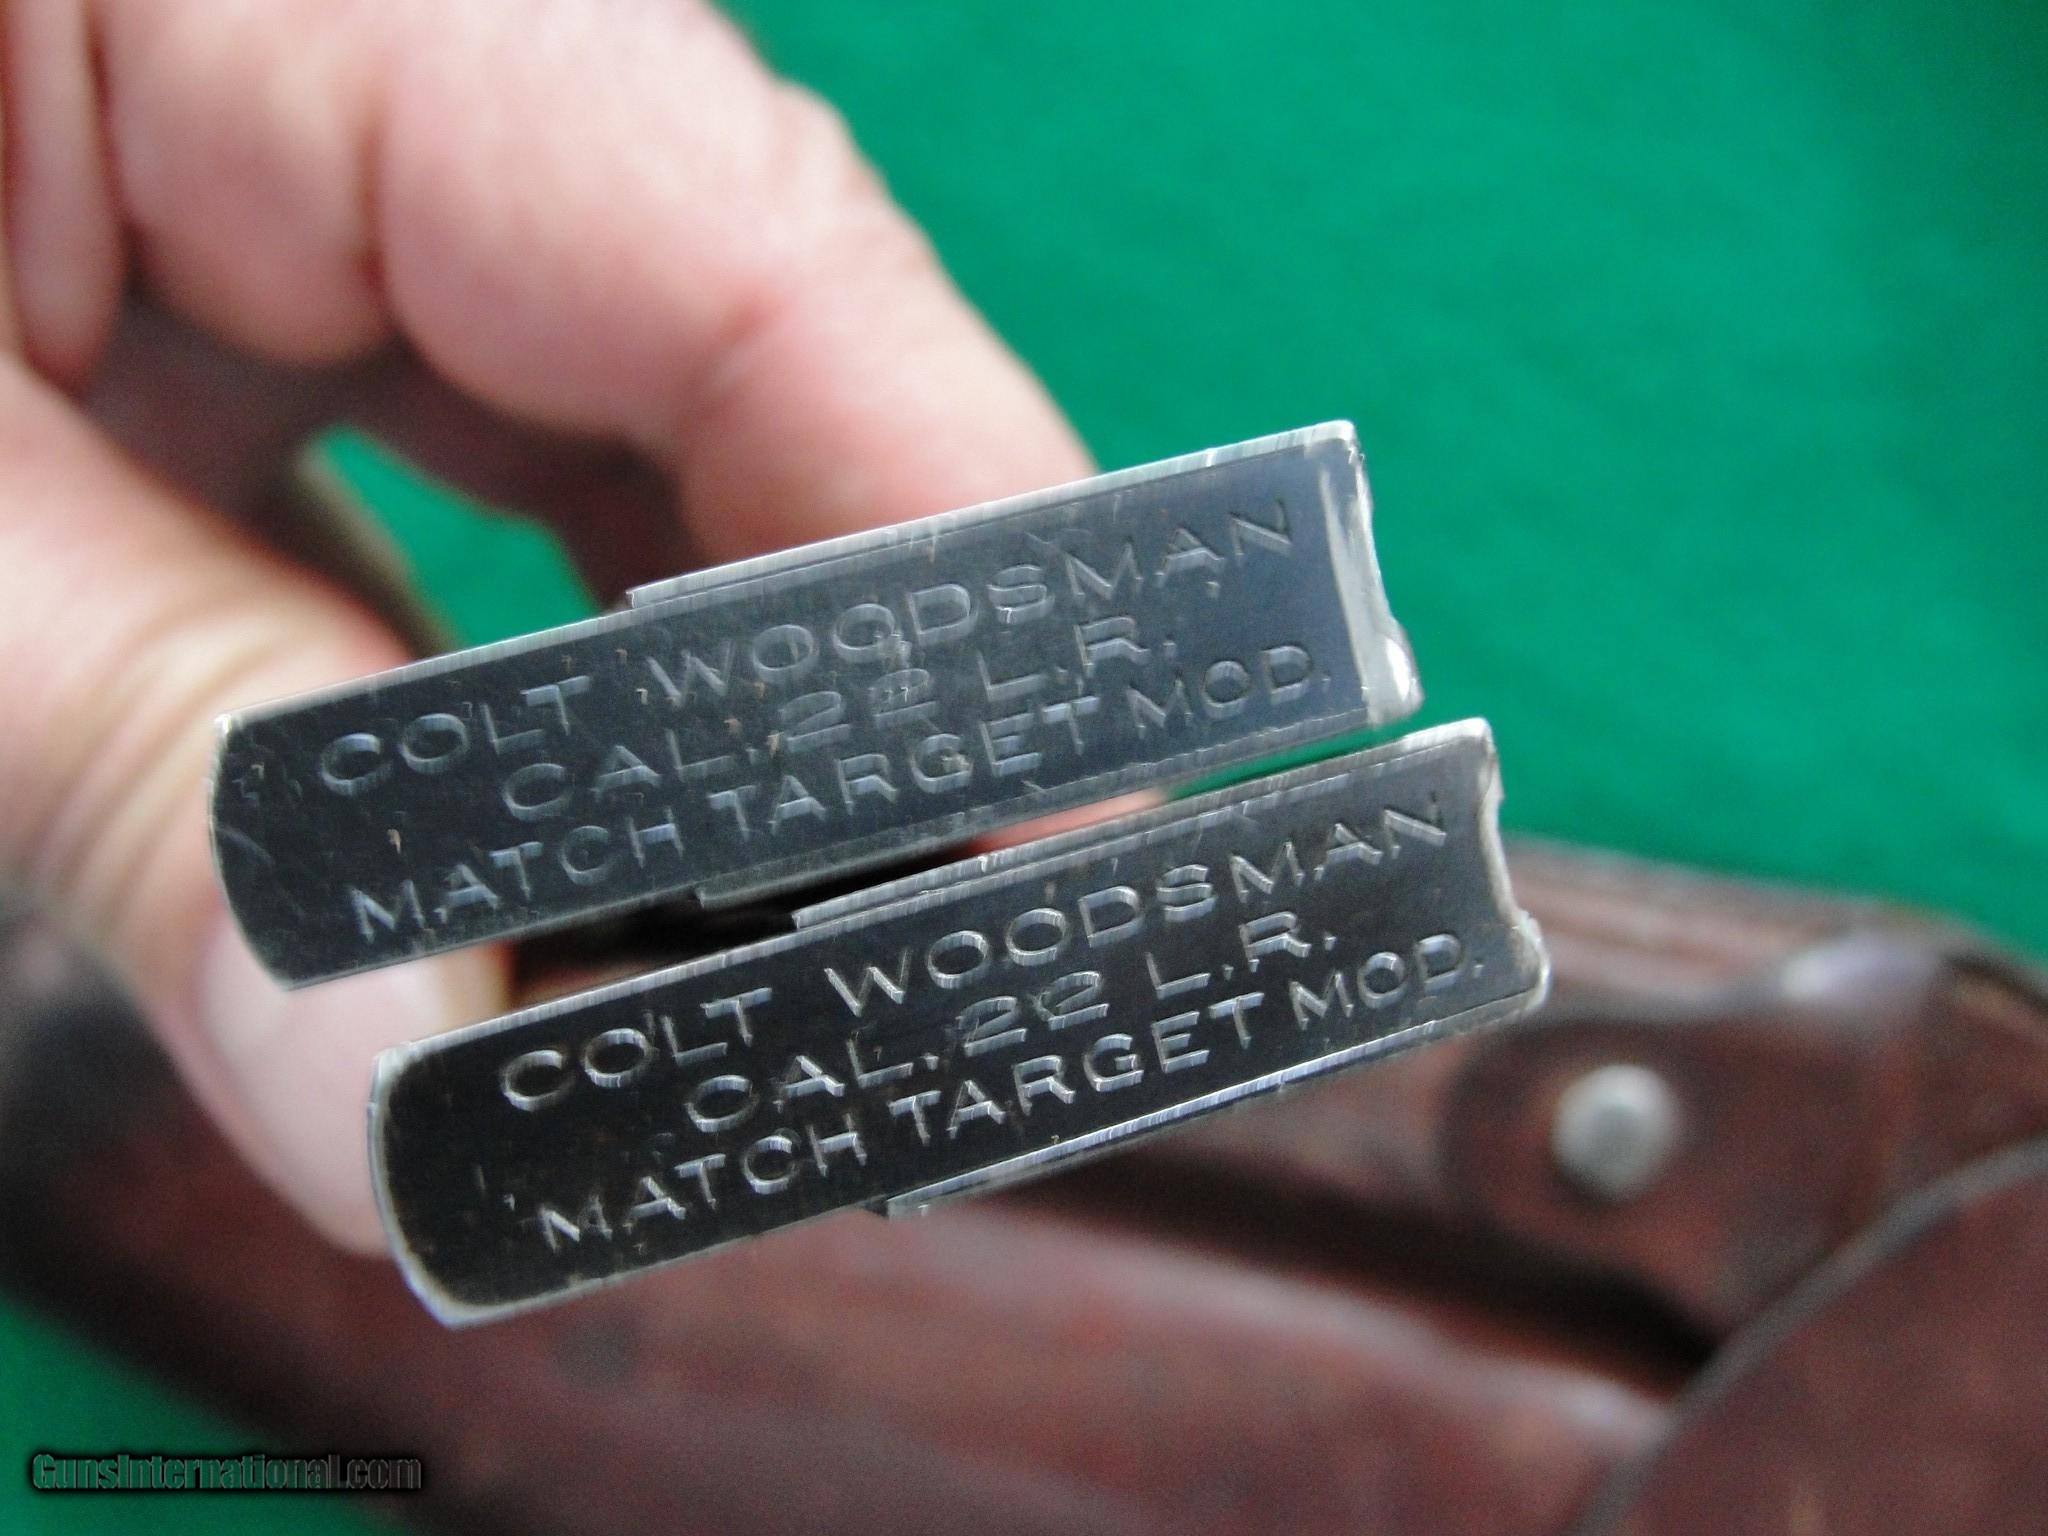 COLT WOODSMAN
CAL. 22 L.R.
MATCH TARGET MOD.
COLT WOODSMAN
CAL. 22 L.R.
MATCH TARGET MOD.
GunsInternational.com